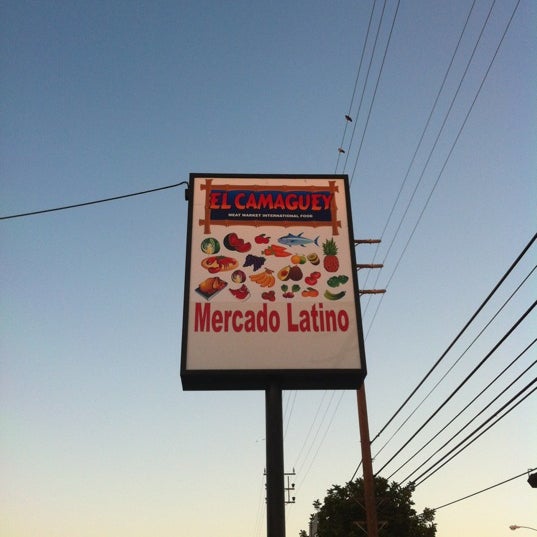 EL CAMAGUEY
MEAT MARKET INTERNATIONAL FOOD
Mercado Latino